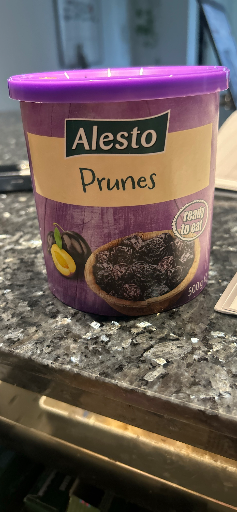 Alesto
Prunes
ready
to eat
500g